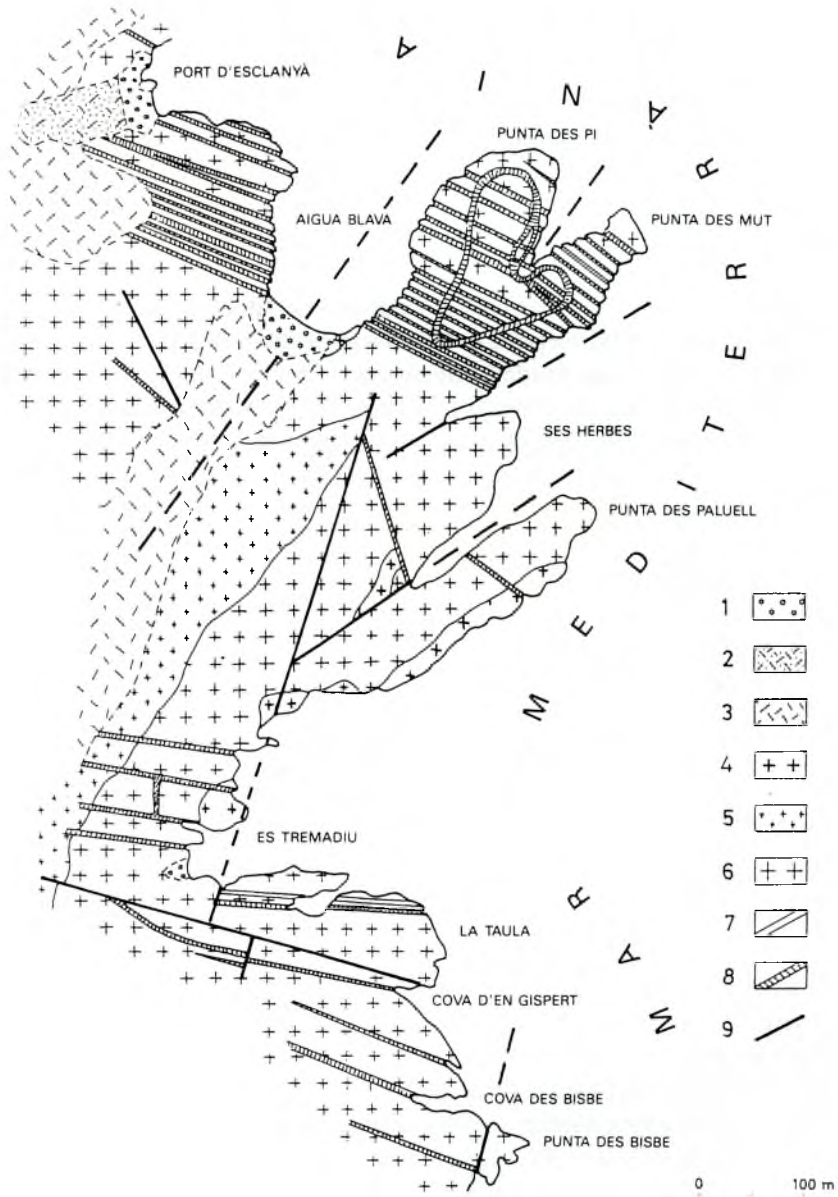 PORT D'ESCLANYÀ
PUNTA DES PI
AIGUA BLAVA
PUNTA DES MUT
SES HERBES
PUNTA DES PALUELL
MAR MEDITERRÀNIA
1
2
3
4
5
6
7
8
9
ES TREMADIU
LA TAULA
COVA D'EN GISPERT
COVA DES BISBE
PUNTA DES BISBE
0 100 m